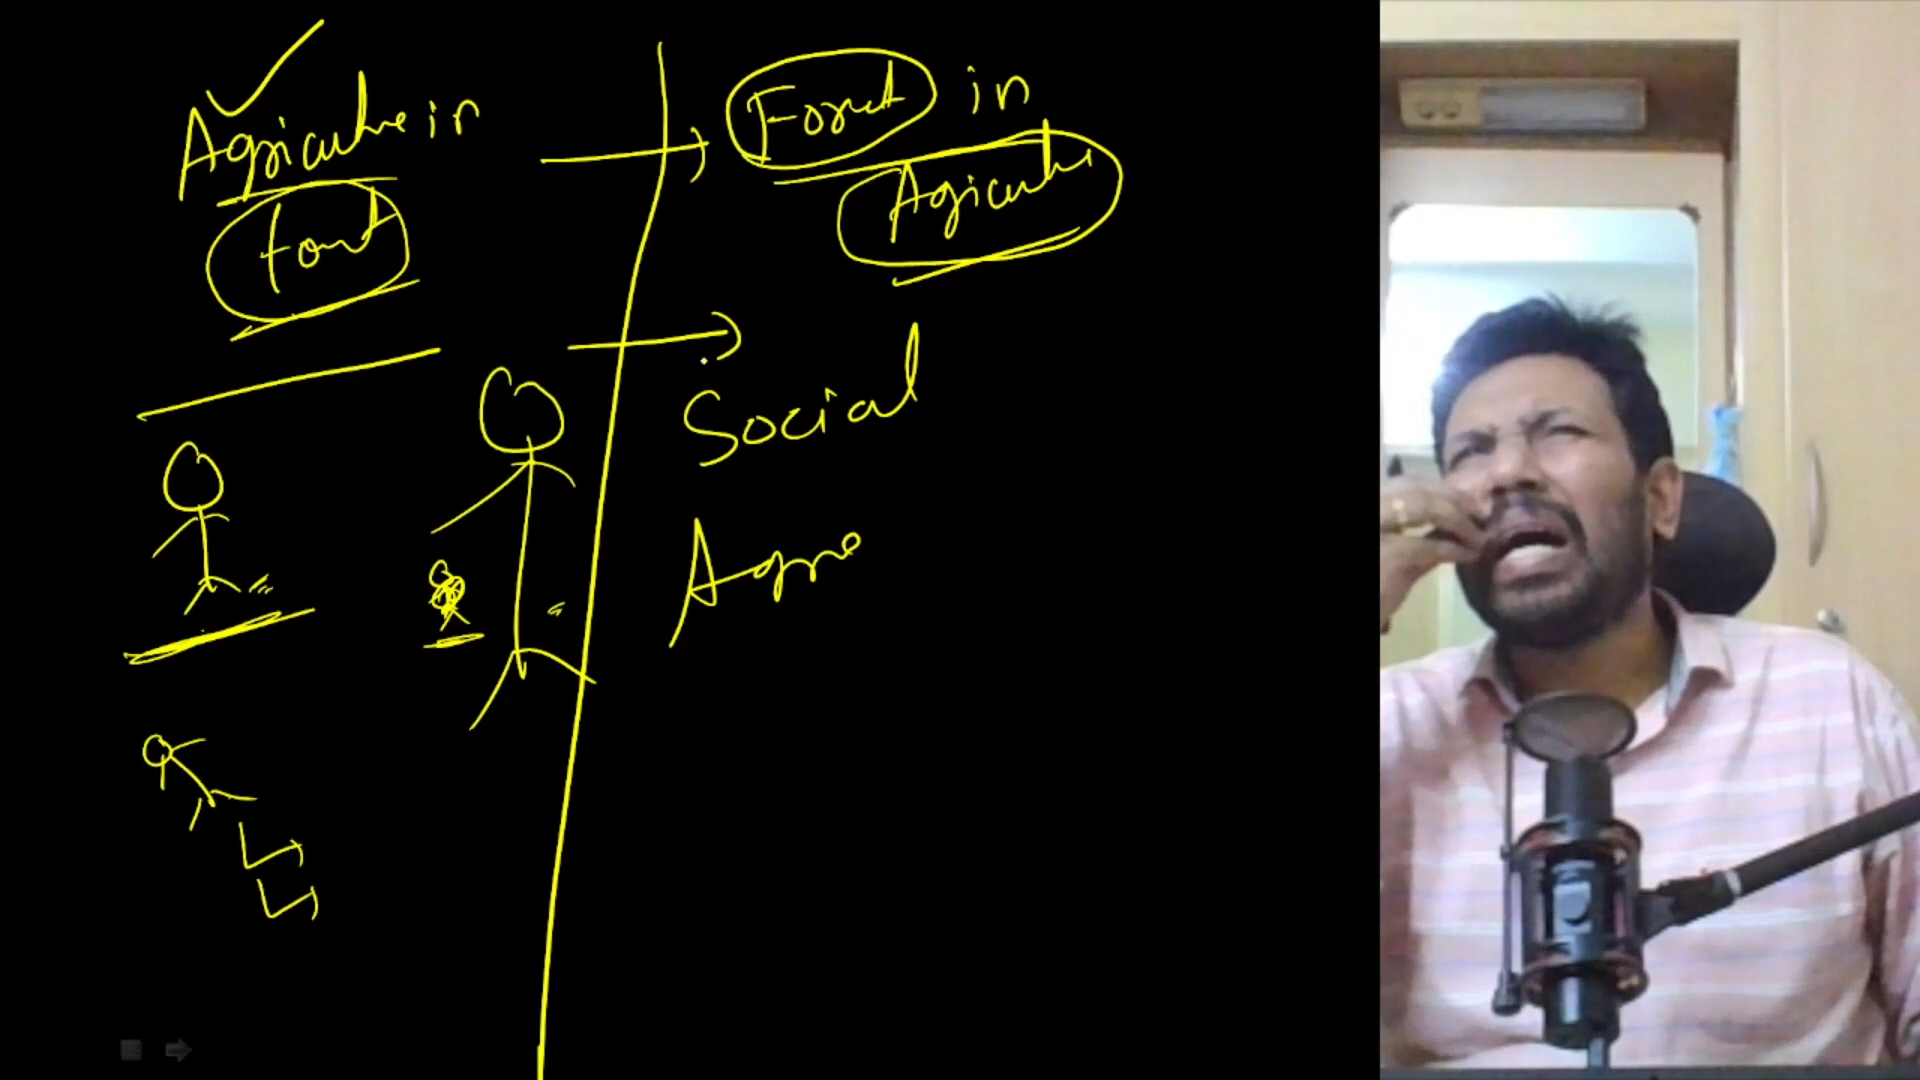 Agriculture in
Forest
Forest in
Agriculture
Social
Agro